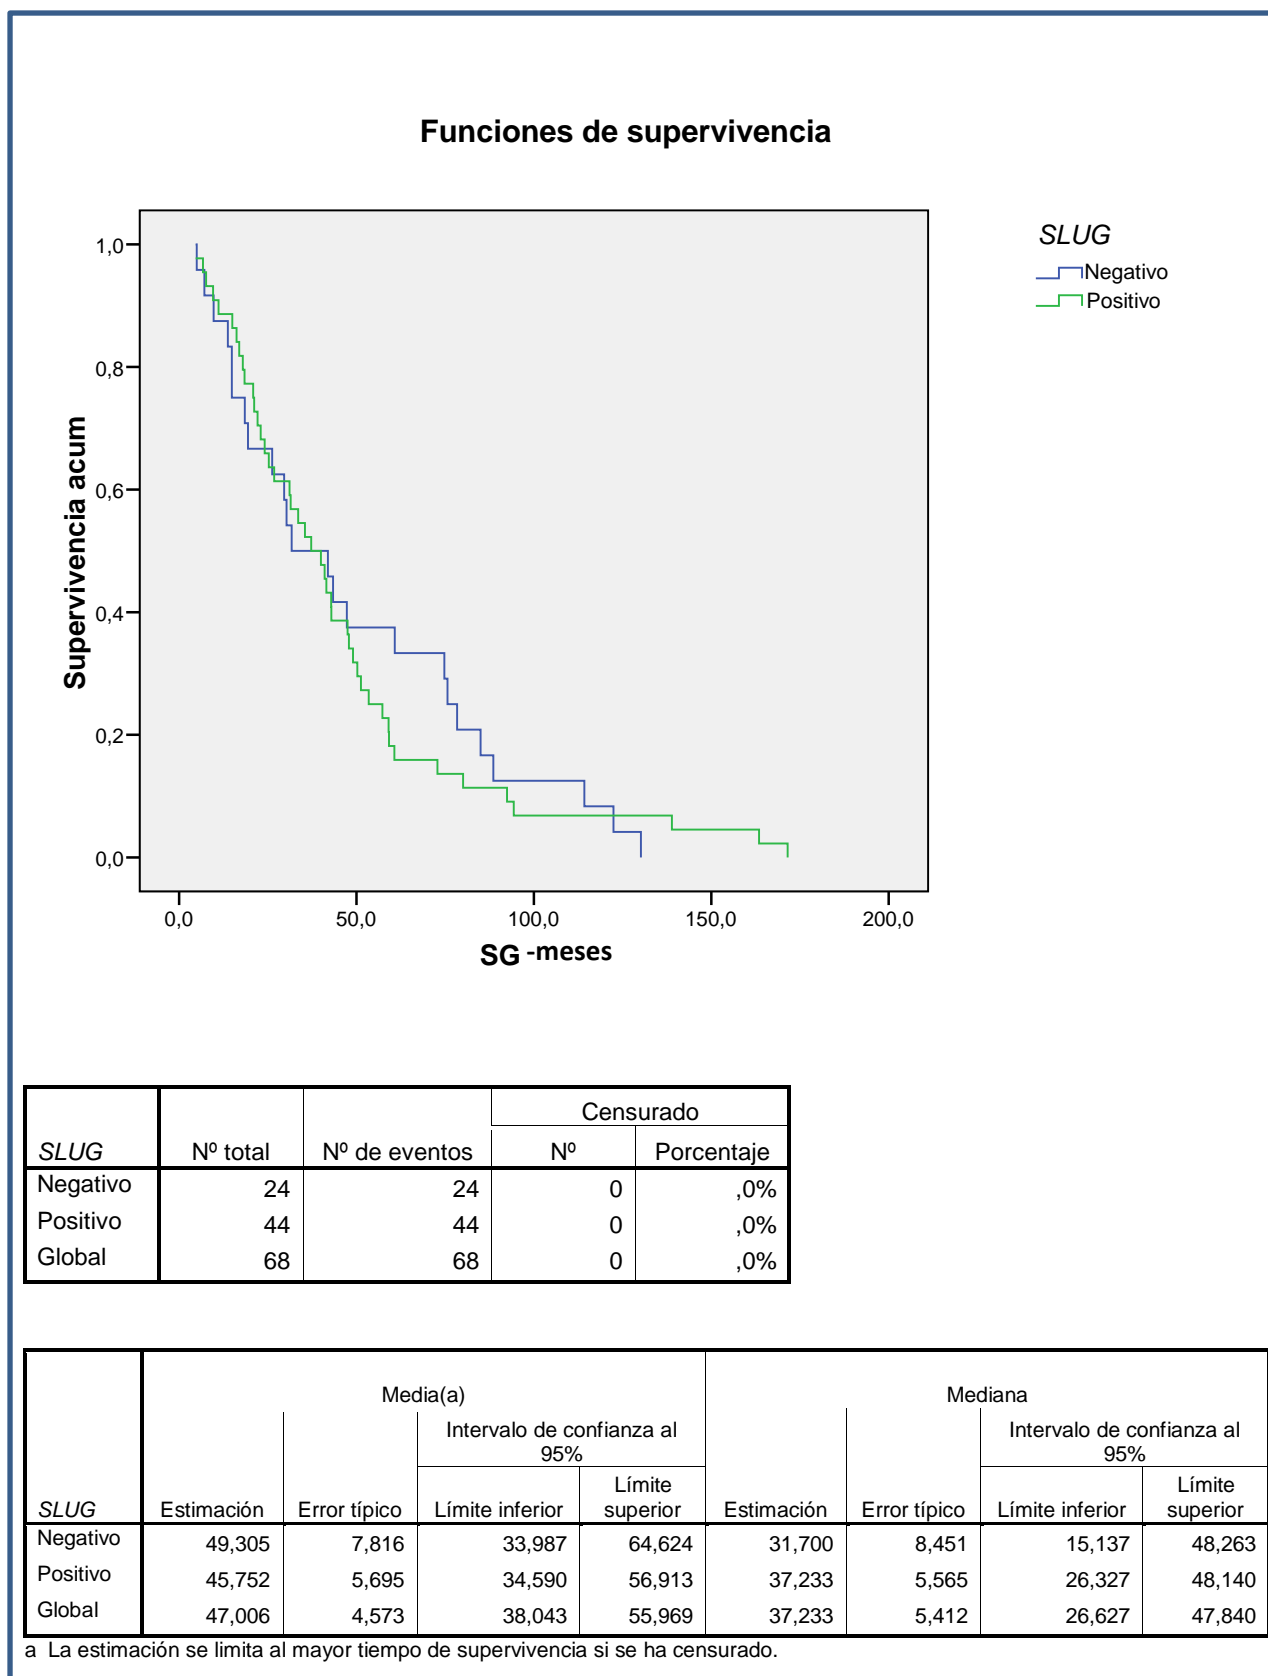 Funciones de supervivencia
Supervivencia acum
1,0
0,8
0,6
0,4
0,2
0,0
0,0 50,0 100,0 150,0 200,0
SG -meses
SLUG
Negativo
Positivo
Censurado
SLUG Nº total Nº de eventos Nº Porcentaje
Negativo 24 24 0 ,0%
Positivo 44 44 0 ,0%
Global 68 68 0 ,0%
Media(a) Mediana
Intervalo de confianza al 95% Intervalo de confianza al 95%
SLUG Estimación Error típico Límite inferior Límite superior Estimación Error típico Límite inferior Límite superior
Negativo 49,305 7,816 33,987 64,624 31,700 8,451 15,137 48,263
Positivo 45,752 5,695 34,590 56,913 37,233 5,565 26,327 48,140
Global 47,006 4,573 38,043 55,969 37,233 5,412 26,627 47,840
a La estimación se limita al mayor tiempo de supervivencia si se ha censurado.